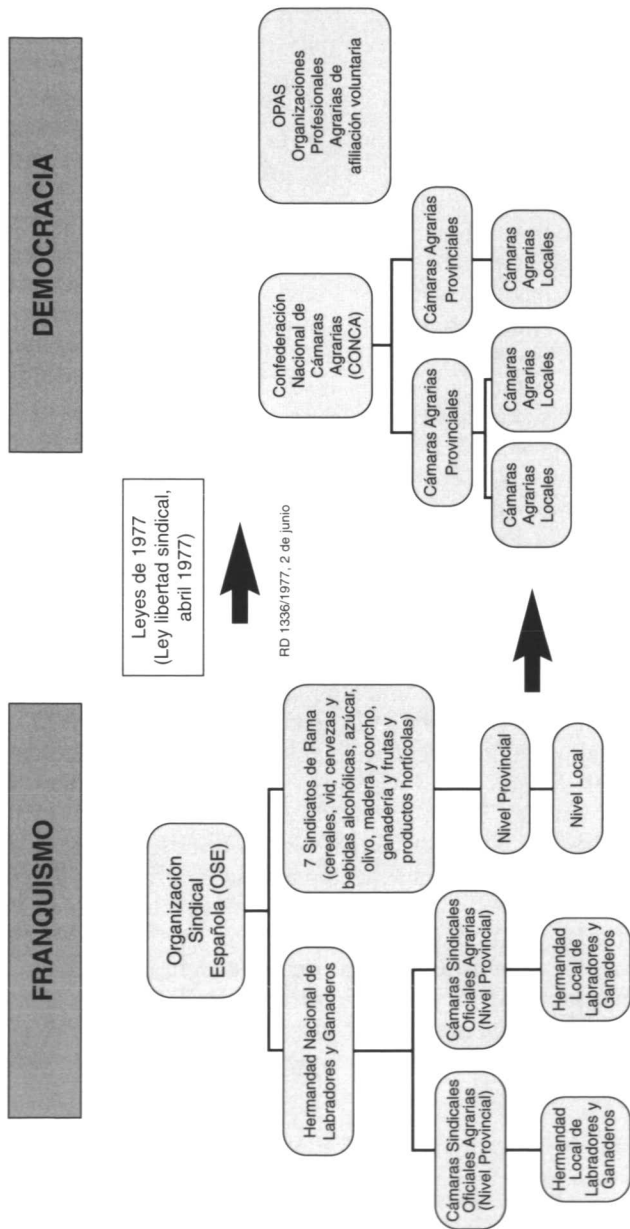 FRANQUISMO
DEMOCRACIA
Organización
Sindical
Española (OSE)
Hermandad Nacional de
Labradores y Ganaderos
7 Sindicatos de Rama
(cereales, vid, cervezas y
bebidas alcohólicas, azúcar,
olivo, madera y corcho,
ganadería y frutas y
productos hortícolas)
Cámaras Sindicales
Oficiales Agrarias
(Nivel Provincial)
Cámaras Sindicales
Oficiales Agrarias
(Nivel Provincial)
Nivel Provincial
Hermandad
Local de
Labradores y
Ganaderos
Hermandad
Local de
Labradores y
Ganaderos
Nivel Local
Leyes de 1977
(Ley libertad sindical,
abril 1977)
RD 1336/1977, 2 de junio
Confederación
Nacional de
Cámaras
Agrarias
(CONCA)
OPAS
Organizaciones
Profesionales
Agrarias de
afiliación voluntaria
Cámaras Agrarias
Provinciales
Cámaras Agrarias
Provinciales
Cámaras
Agrarias
Locales
Cámaras
Agrarias
Locales
Cámaras
Agrarias
Locales